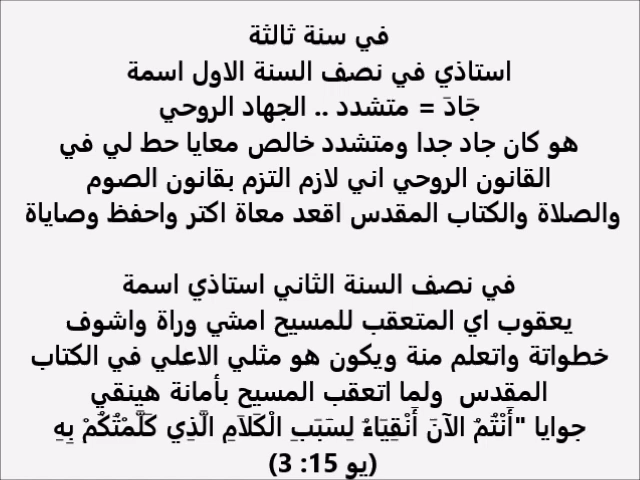 في سنة ثالثة
استاذي في نصف السنة الاول اسمة
جَادَ = متشدد .. الجهاد الروحي
هو كان جاد جدا ومتشدد خالص معايا حط لي في
القانون الروحي اني لازم التزم بقانون الصوم
والصلاة والكتاب المقدس اقعد معاة اكتر واحفظ وصاياة
في نصف السنة الثاني استاذي اسمة
يعقوب اي المتعقب للمسيح امشي وراة واشوف
خطواتة واتعلم منة ويكون هو مثلي الاعلي في الكتاب
المقدس ولما اتعقب المسيح بأمانة هينقي
جوايا "أَنْتُمُ الآنَ أَنْقِيَاءُ لِسَبَبِ الْكَلاَمِ الَّذِي كَلَّمْتُكُمْ بِهِ
(يو 15: 3)